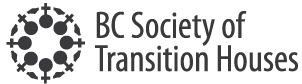 BC Society of
Transition Houses